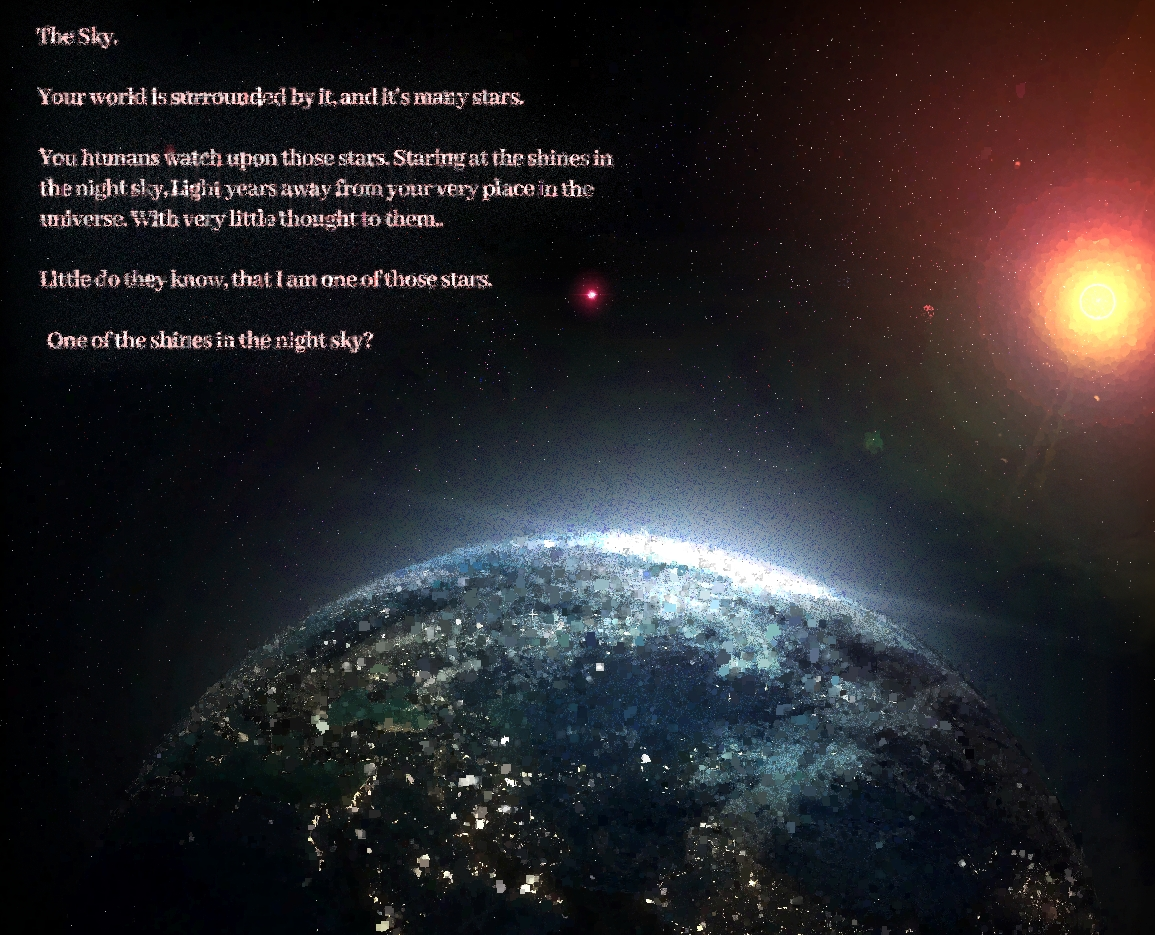 The Sky.
Your world is surrounded by it, and it's many stars.
You humans watch upon those stars. Staring at the shines in
the night sky, Light years away from your very place in the
universe. With very little thought to them..
Little do they know, that I am one of those stars.
One of the shines in the night sky?